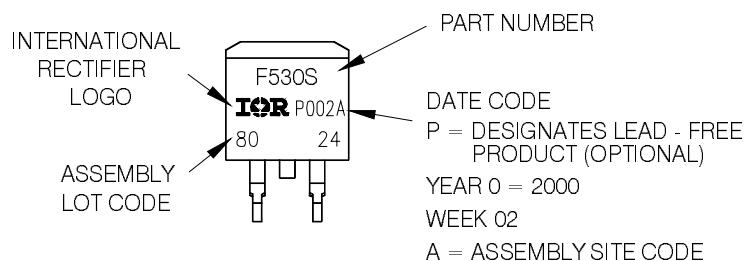 INTERNATIONAL
RECTIFIER
LOGO
ASSEMBLY
LOT CODE
F530S
IOR P002A
80 24
PART NUMBER
DATE CODE
P = DESIGNATES LEAD - FREE
PRODUCT (OPTIONAL)
YEAR 0 = 2000
WEEK 02
A = ASSEMBLY SITE CODE